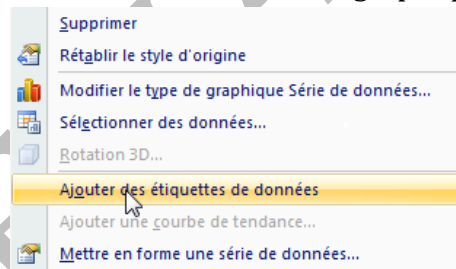 Supprimer
Rétablir le style d'origine
Modifier le type de graphique Série de données...
Sélectionner des données...
Rotation 3D...
Ajouter des étiquettes de données
Ajouter une courbe de tendance...
Mettre en forme une série de données...